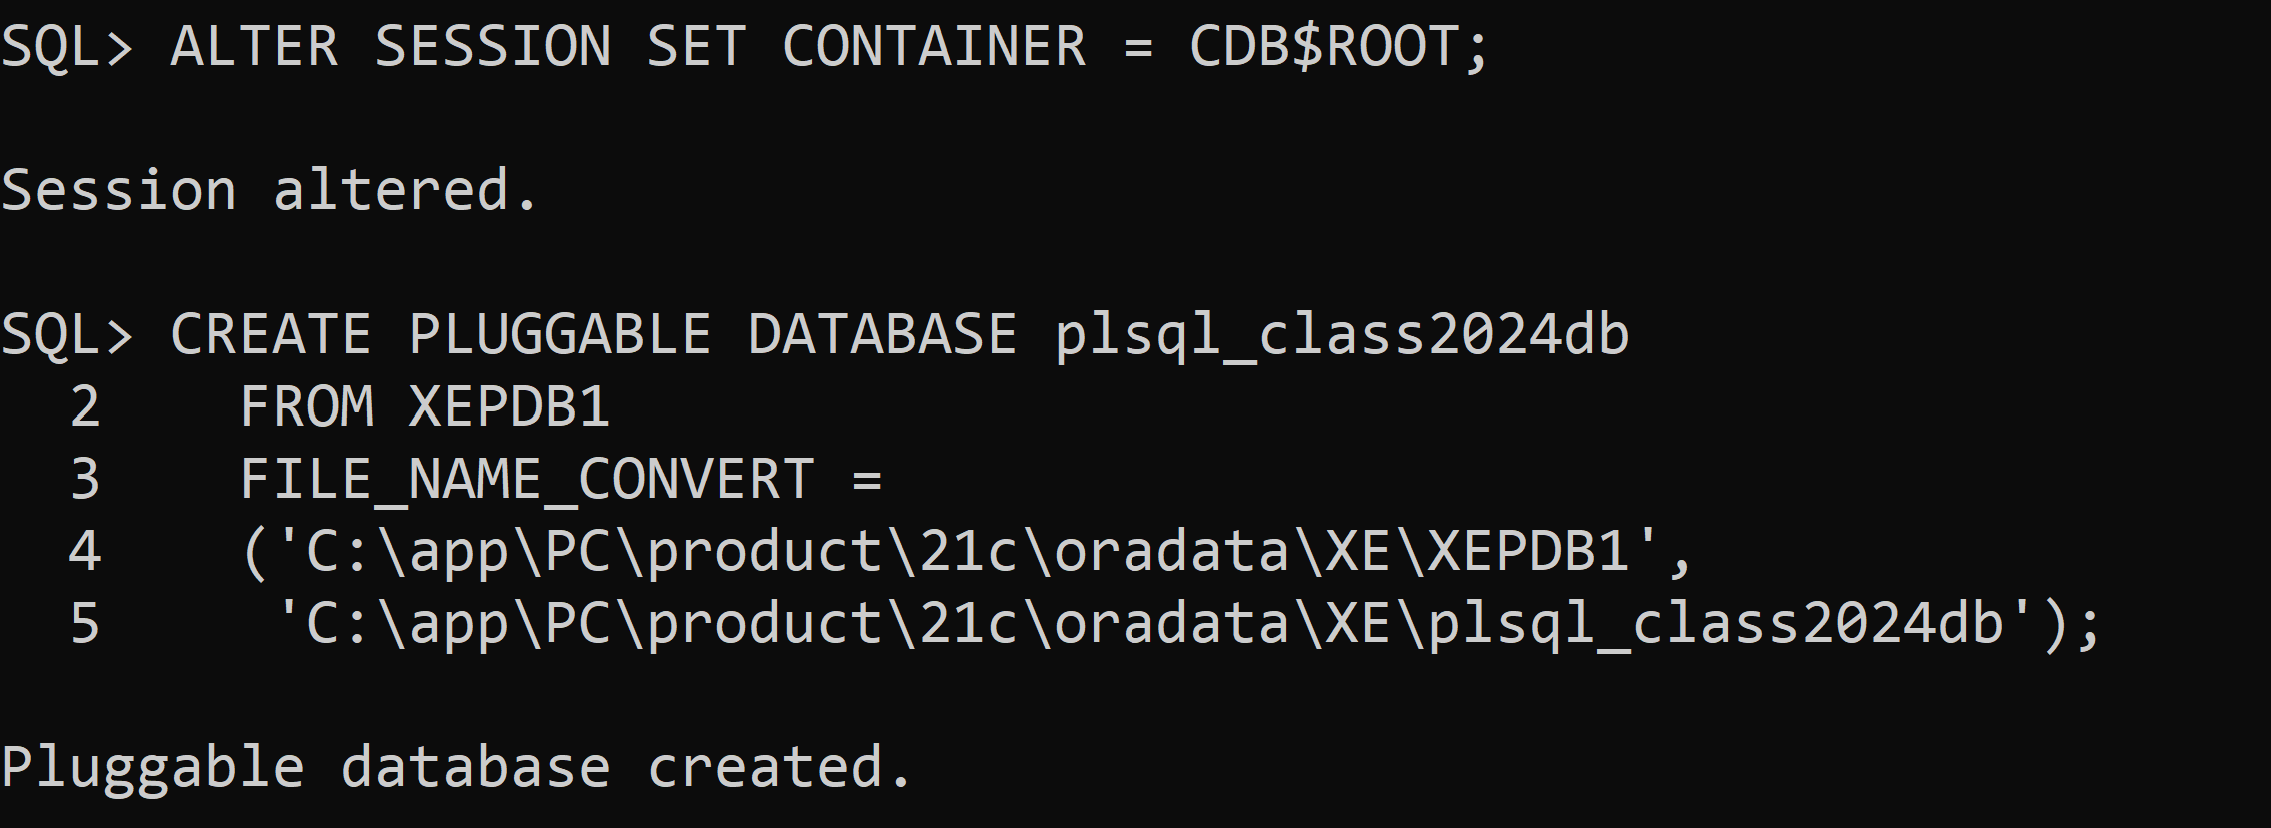 SQL> ALTER SESSION SET CONTAINER = CDB$ROOT;
Session altered.
SQL> CREATE PLUGGABLE DATABASE plsql_class2024db
  2    FROM XEPDB1
  3    FILE_NAME_CONVERT =
  4    ('C:\app\PC\product\21c\oradata\XE\XEPDB1',
  5     'C:\app\PC\product\21c\oradata\XE\plsql_class2024db');
Pluggable database created.